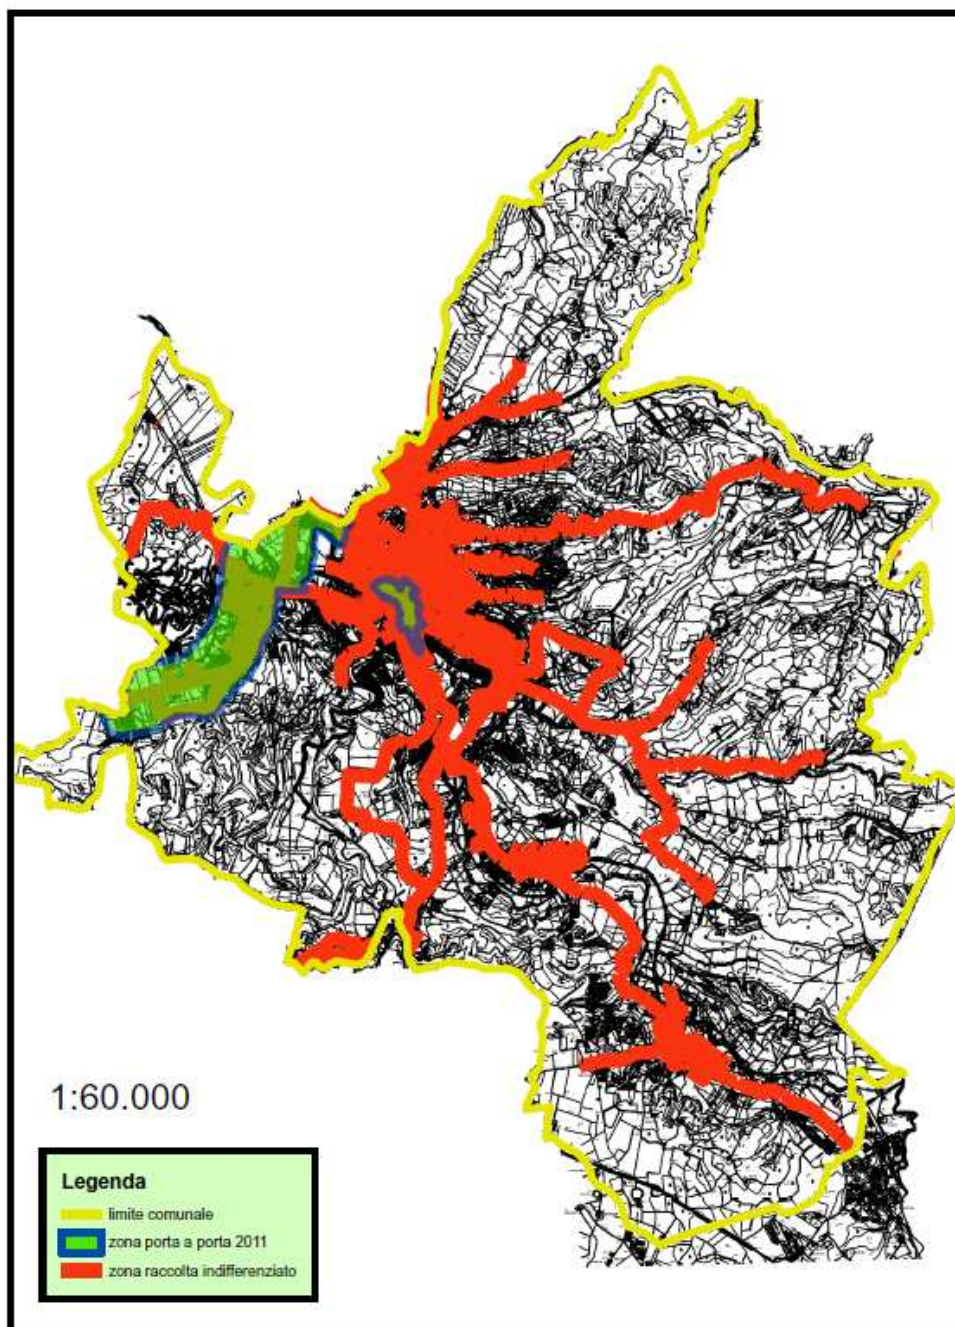 1:60.000
Legenda
limite comunale
zona porta a porta 2011
zona raccolta indifferenziato